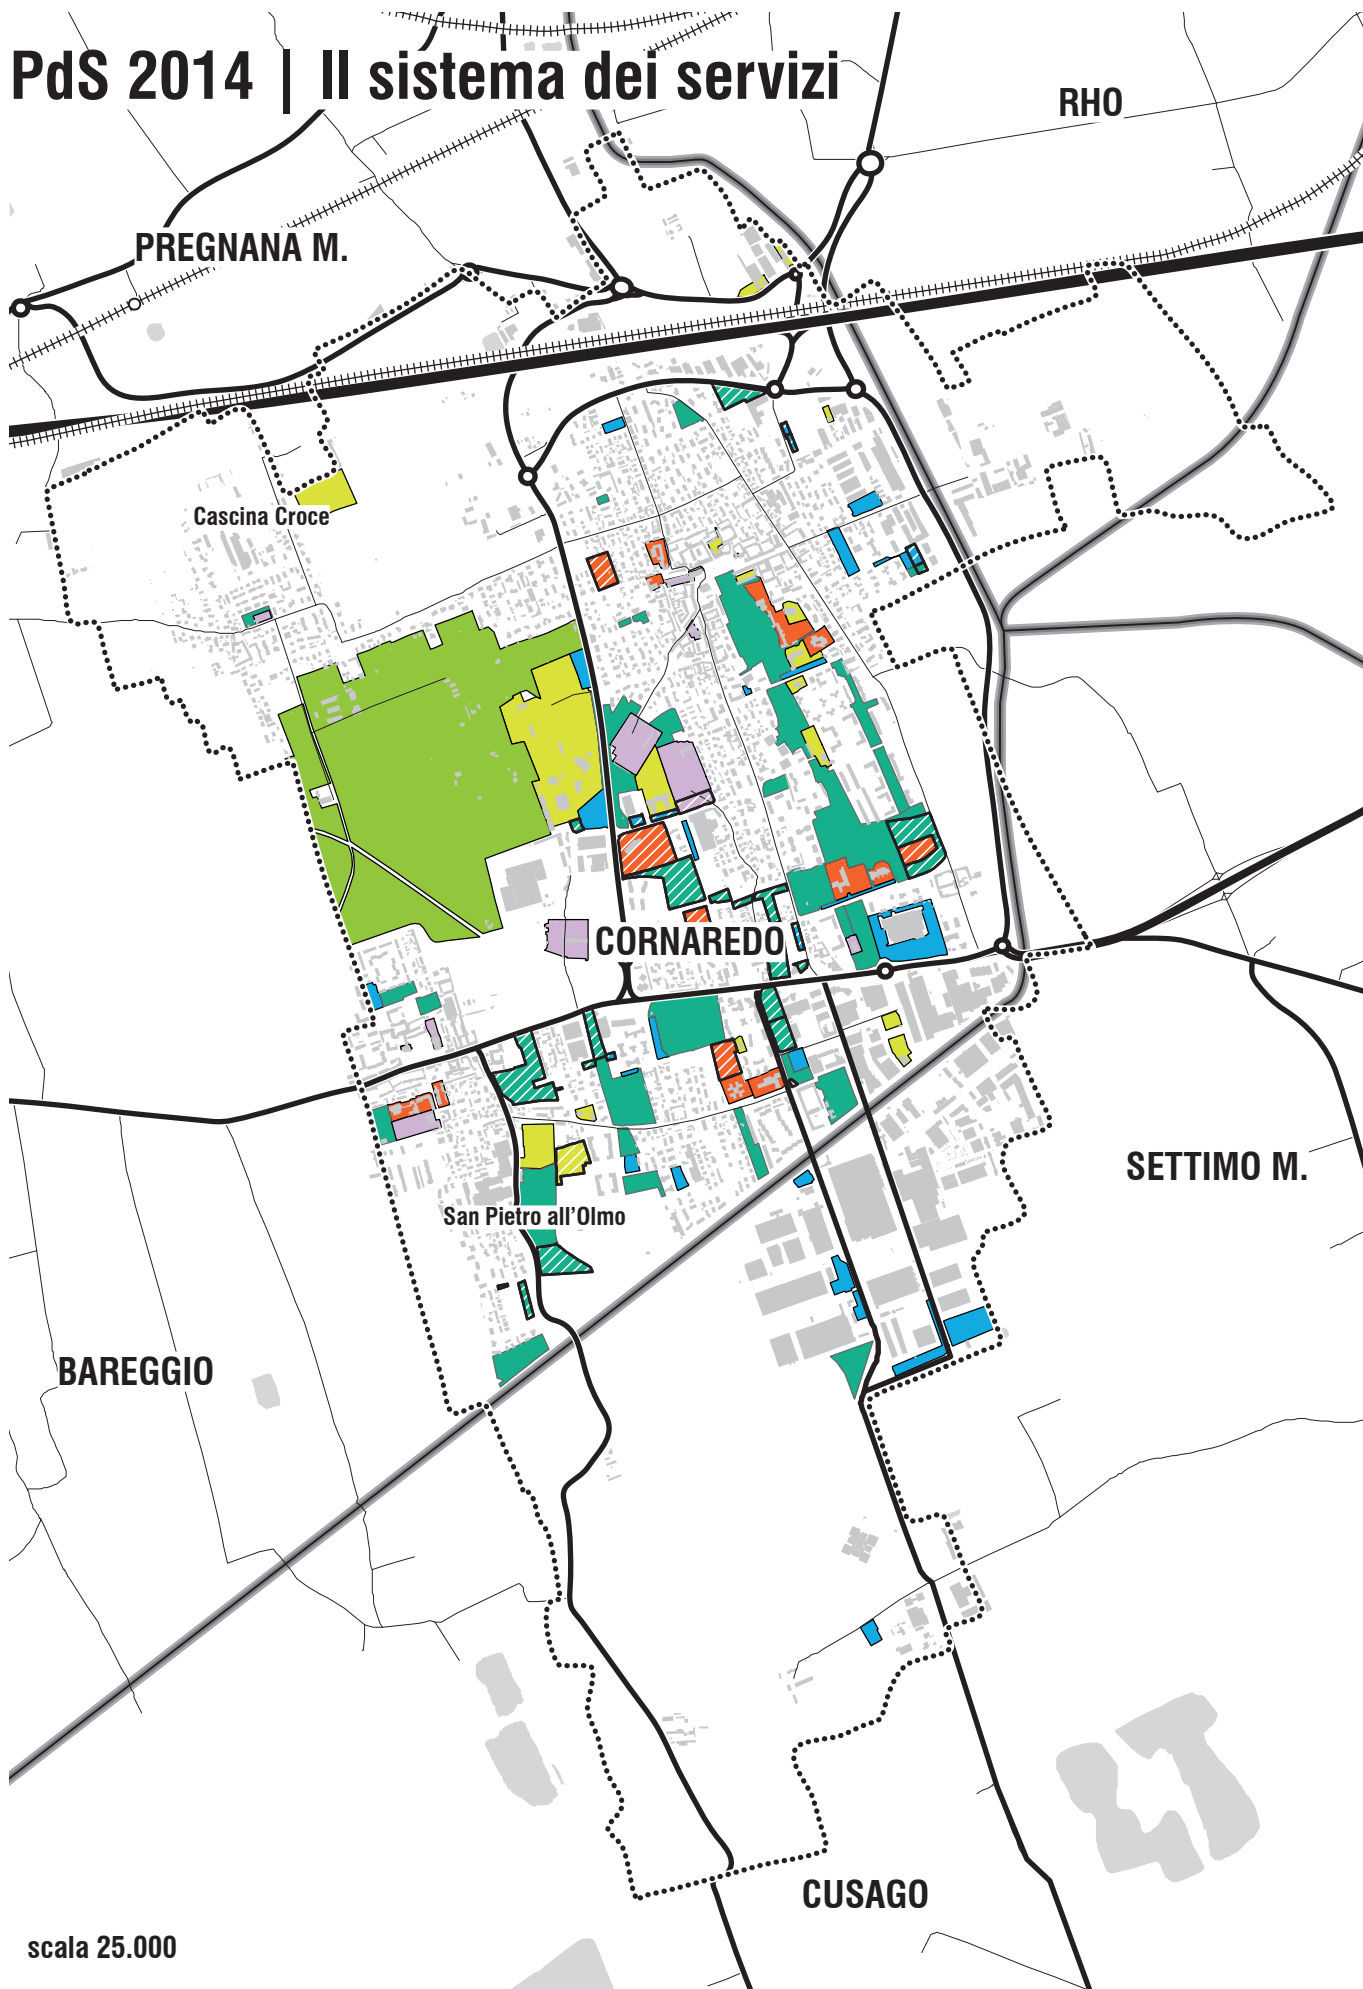 PdS 2014 | Il sistema dei servizi
RHO
PREGNANA M.
Cascina Croce
CORNAREDO
SETTIMO M.
San Pietro all'Olmo
BAREGGIO
CUSAGO
scala 25.000